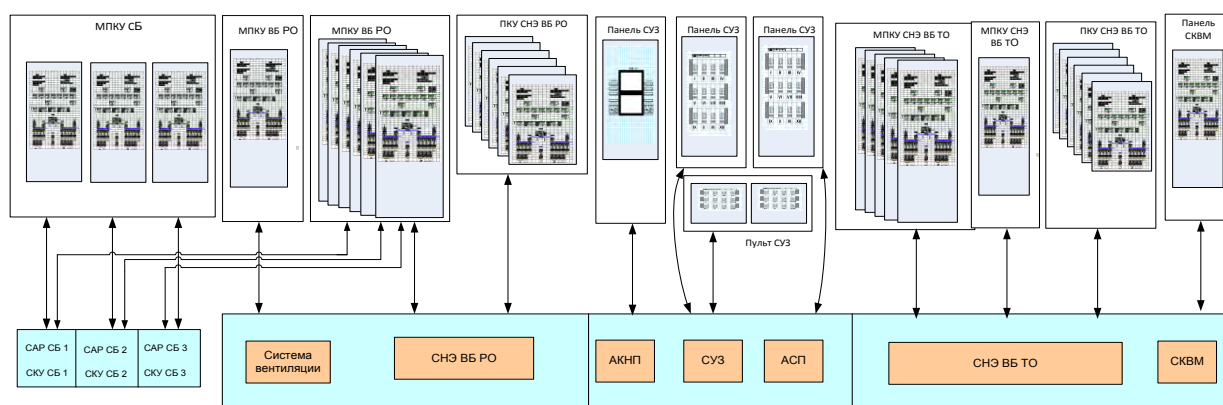 МПКУ СБ
МПКУ ВБ РО
МПКУ ВБ РО
ПКУ СНЭ ВБ РО
Панель СУЗ
Панель СУЗ
Панель СУЗ
МПКУ СНЭ ВБ ТО
МПКУ СНЭ
ВБ ТО
ПКУ СНЭ ВБ ТО
Панель
СКВМ
Пульт СУЗ
САР СБ 1
САР СБ 2
САР СБ 3
СКУ СБ 1
СКУ СБ 2
СКУ СБ 3
Система
вентиляции
СНЭ ВБ РО
АКНП
СУЗ
АСП
СНЭ ВБ ТО
СКВМ